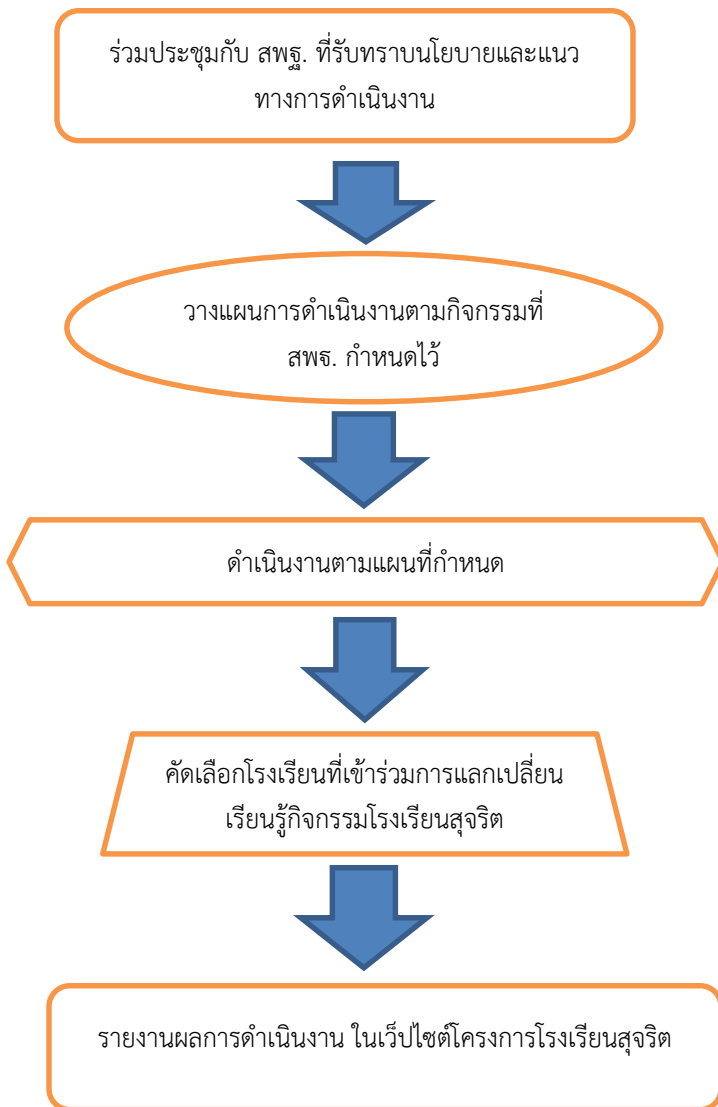 ร่วมประชุมกับ สพฐ. ที่รับทราบนโยบายและแนว
ทางการดำเนินงาน
วางแผนการดำเนินงานตามกิจกรรมที่
สพฐ. กำหนดไว้
ดำเนินงานตามแผนที่กำหนด
คัดเลือกโรงเรียนที่เข้าร่วมการแลกเปลี่ยน
เรียนรู้กิจกรรมโรงเรียนสุจริต
รายงานผลการดำเนินงาน ในเว็ปไซต์โครงการโรงเรียนสุจริต